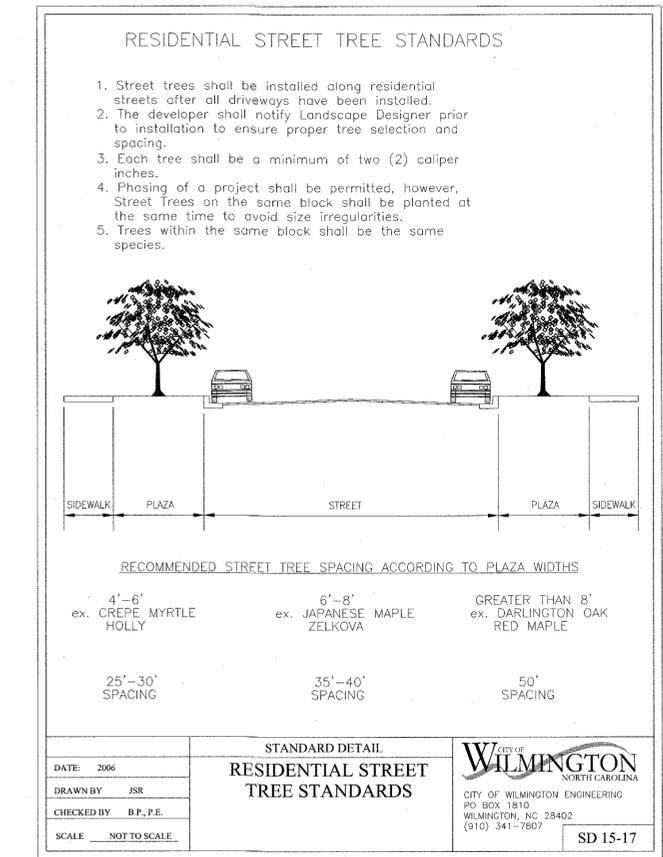 RESIDENTIAL STREET TREE STANDARDS
1. Street trees shall be installed along residential
streets after all driveways have been installed.
2. The developer shall notify Landscape Designer prior
to installation to ensure proper tree selection and
spacing.
3. Each tree shall be a minimum of two (2) caliper
inches.
4. Phasing of a project shall be permitted, however,
Street Trees on the same block shall be planted at
the same time to avoid size irregularities.
5. Trees within the same block shall be the same
species.
SIDEWALK PLAZA STREET PLAZA SIDEWALK
RECOMMENDED STREET TREE SPACING ACCORDING TO PLAZA WIDTHS
4'-6'
ex. CREPE MYRTLE
HOLLY
25'-30'
SPACING
6'-8'
ex. JAPANESE MAPLE
ZELKOVA
35'-40'
SPACING
GREATER THAN 8'
ex. DARLINGTON OAK
RED MAPLE
50'
SPACING
DATE: 2006
DRAWN BY JSR
CHECKED BY B.P., P.E.
SCALE NOT TO SCALE
STANDARD DETAIL
RESIDENTIAL STREET
TREE STANDARDS
CITY OF
WILMINGTON
NORTH CAROLINA
CITY OF WILMINGTON ENGINEERING
PO BOX 1810
WILMINGTON, NC 28402
(910) 341-7807
SD 15-17